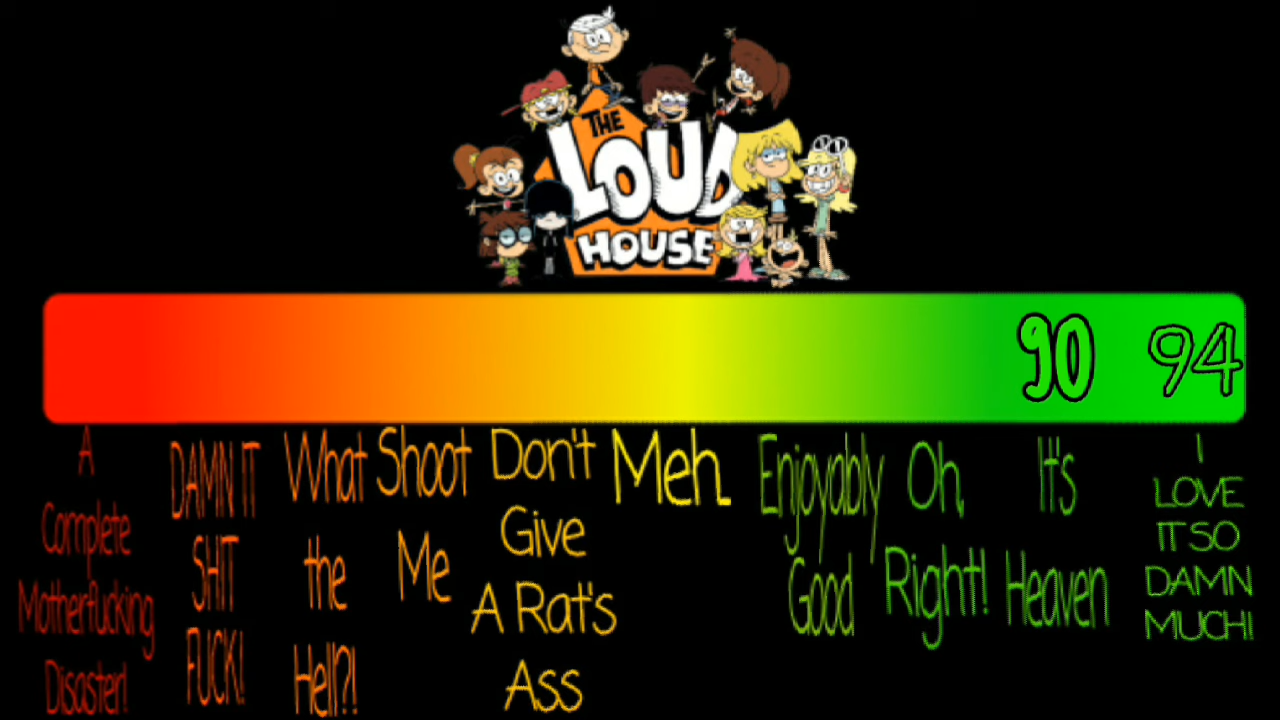 THE
LOUD
HOUSE
90 94
A
Complete
Motherfucking
Disaster!
DAMN IT
SHIT
FUCK!
What
the
Hell?!
Shoot
Me
Don't
Give
A Rat's
Ass
Meh.
Enjoyably
Good
Oh,
Right!
It's
Heaven
I
LOVE
IT SO
DAMN
MUCH!